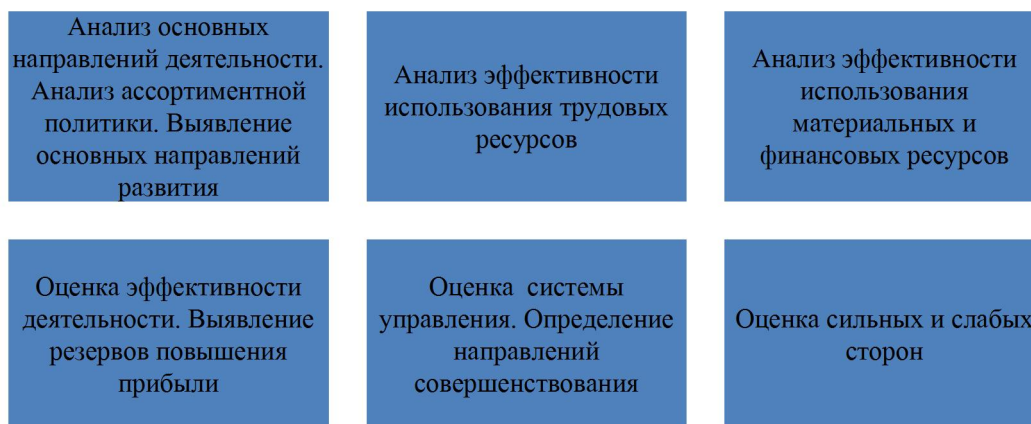 Анализ основных
направлений деятельности.
Анализ ассортиментной
политики. Выявление
основных направлений
развития
Анализ эффективности
использования трудовых
ресурсов
Анализ эффективности
использования
материальных и
финансовых ресурсов
Оценка эффективности
деятельности. Выявление
резервов повышения
прибыли
Оценка системы
управления. Определение
направлений
совершенствования
Оценка сильных и слабых
сторон